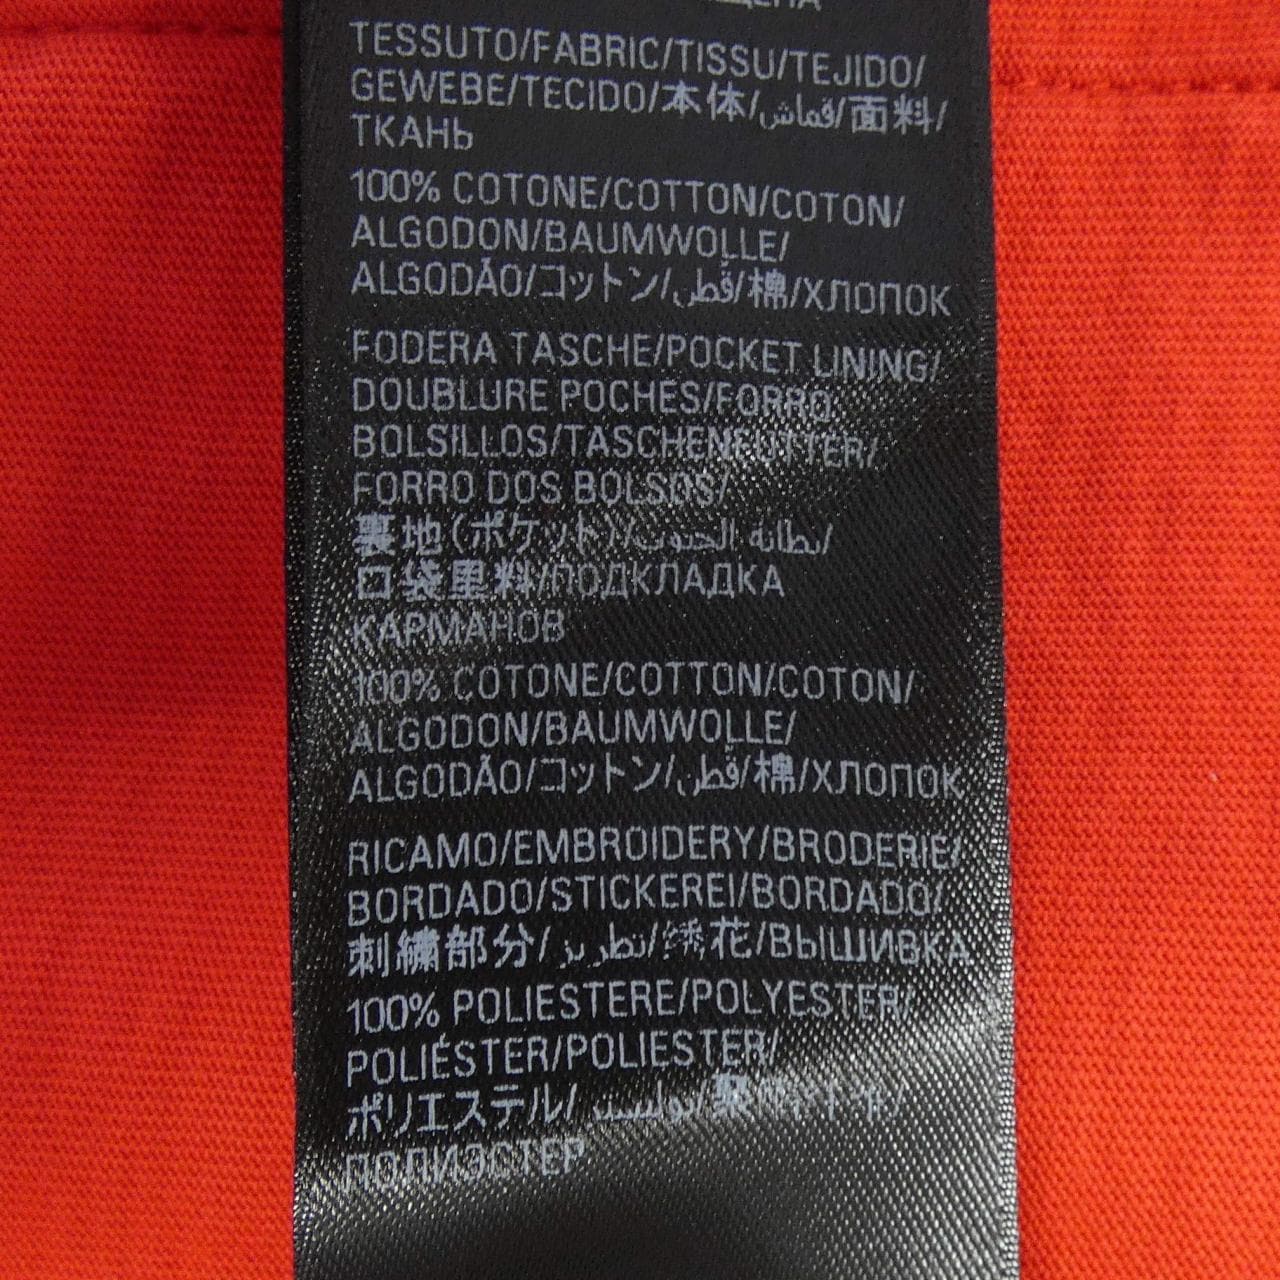 TESSUTO/FABRIC/TISSU/TEJIDO/
GEWEBE/TECIDO/本体/قماش/面料/
ТКАНЬ
100% COTONE/COTTON/COTON/
ALGODON/BAUMWOLLE/
ALGODÃO/コットン/قطن/棉/ХЛОПОК
FODERA TASCHE/POCKET LINING/
DOUBLURE POCHES/FORRO
BOLSILLOS/TASCHENFUTTER/
FORRO DOS BOLSOS/
裏地(ポケット)/بطانة الجيوب/
口袋里料/ПОДКЛАДКА
КАРМАНОВ
100% COTONE/COTTON/COTON/
ALGODON/BAUMWOLLE/
ALGODÃO/コットン/قطن/棉/ХЛОПОК
RICAMO/EMBROIDERY/BRODERIE/
BORDADO/STICKEREI/BORDADO/
刺繍部分/تطريز/绣花/ВЫШИВКА
100% POLIESTERE/POLYESTER/
POLIÉSTER/POLIESTER/
ポリエステル/بوليستر/聚
ПОЛИЭСТЕР